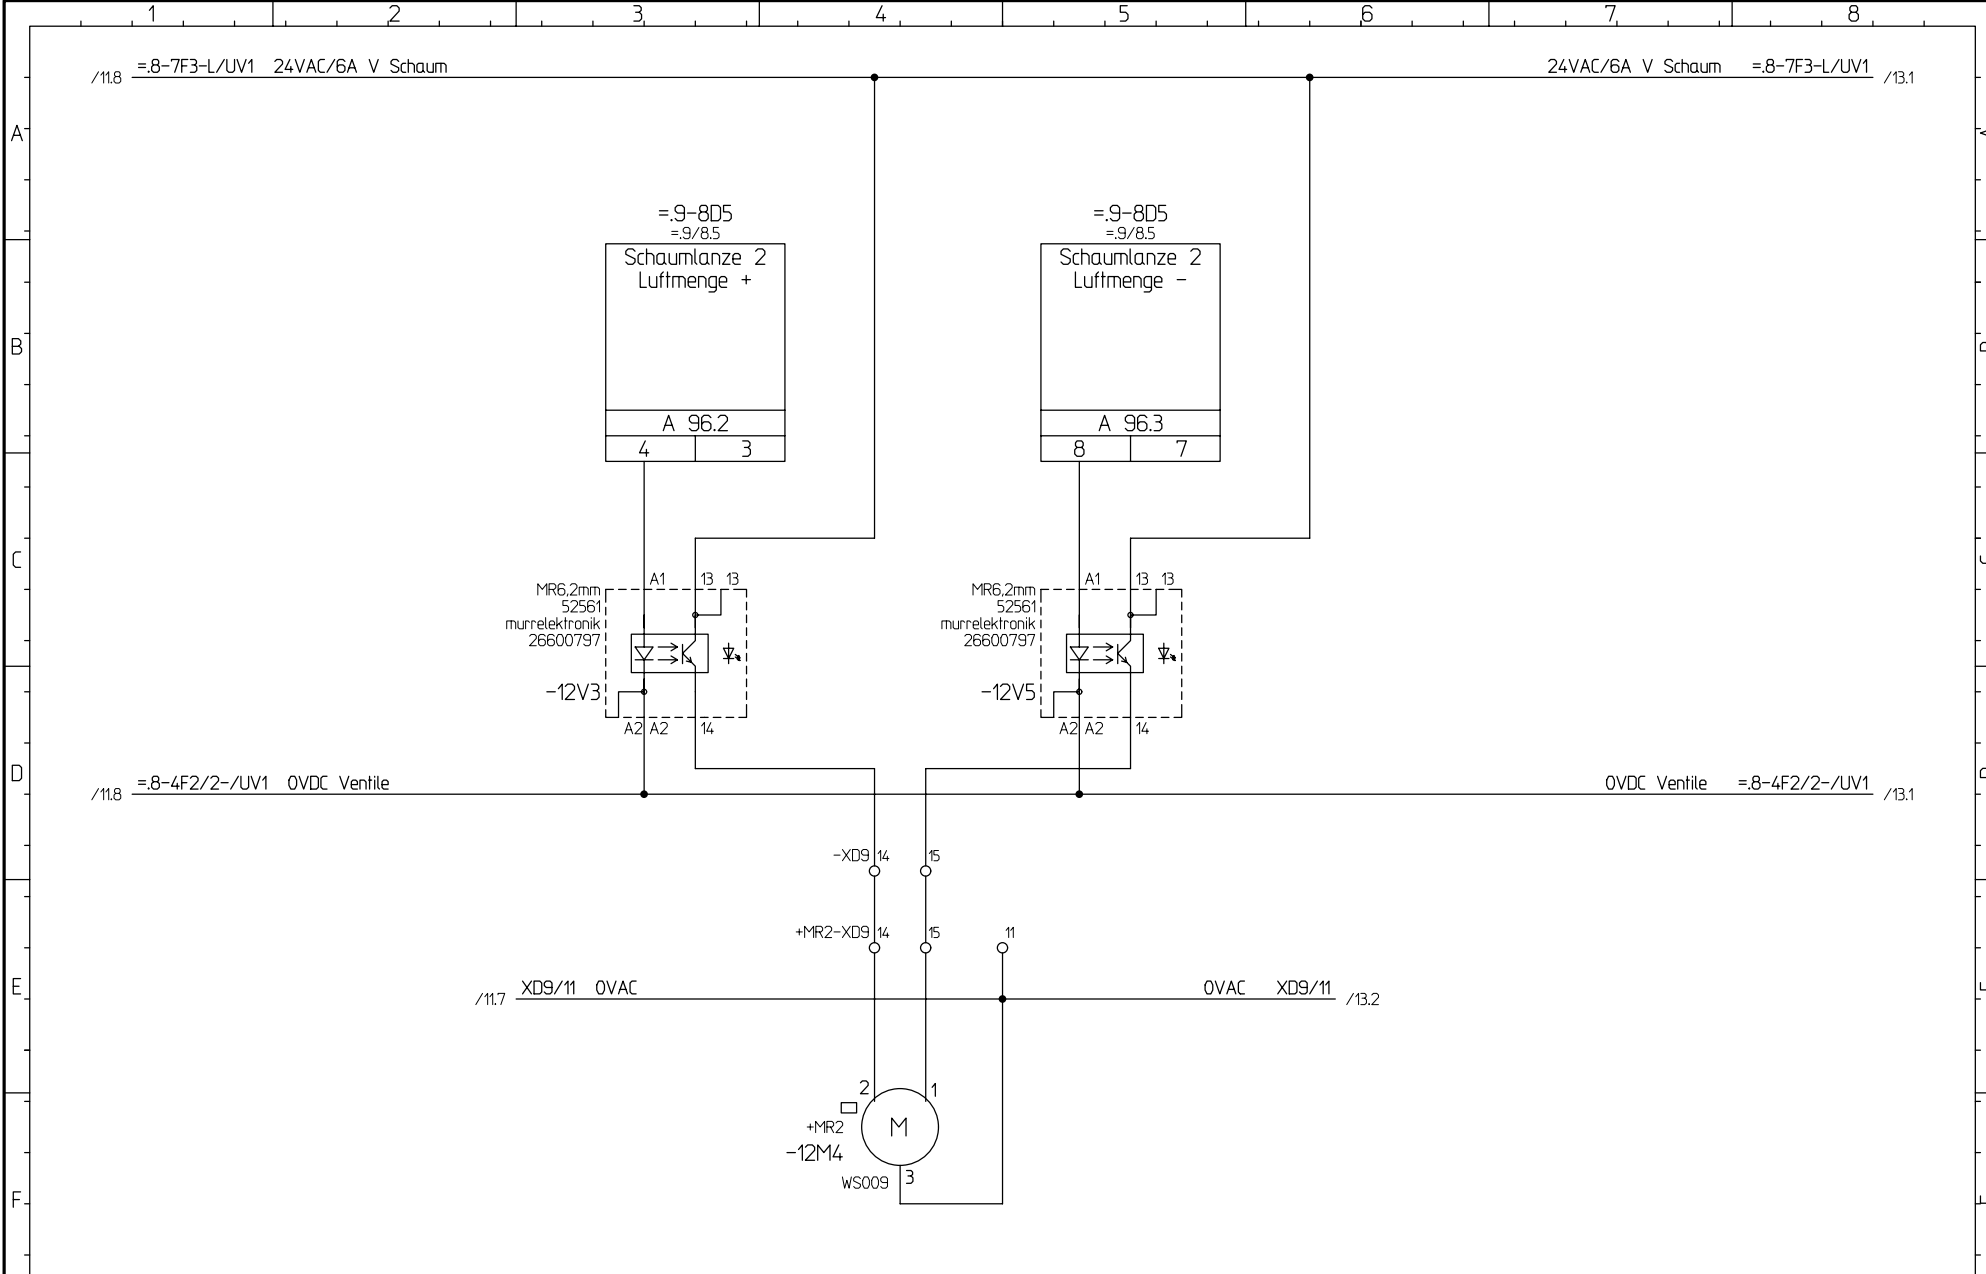 1 2 3 4 5 6 7 8
/11.8 =.8-7F3-L/UV1 24VAC/6A V Schaum 24VAC/6A V Schaum =.8-7F3-L/UV1 /13.1
A
=.9-8D5 =.9-8D5
=.9/8.5 =.9/8.5
Schaumlanze 2 Schaumlanze 2
Luftmenge + Luftmenge -
B
A 96.2 A 96.3
4 3 8 7
C
A1 13 13 A1 13 13
MR6,2mm MR6,2mm
52561 52561
murrelektronik murrelektronik
26600797 26600797
-12V3 -12V5
A2 A2 14 A2 A2 14
D
/11.8 =.8-4F2/2-/UV1 0VDC Ventile 0VDC Ventile =.8-4F2/2-/UV1 /13.1
-XD9 14 15
+MR2-XD9 14 15 11
E
/11.7 XD9/11 0VAC 0VAC XD9/11 /13.2
2 1
+MR2 M
-12M4
WS009 3
F